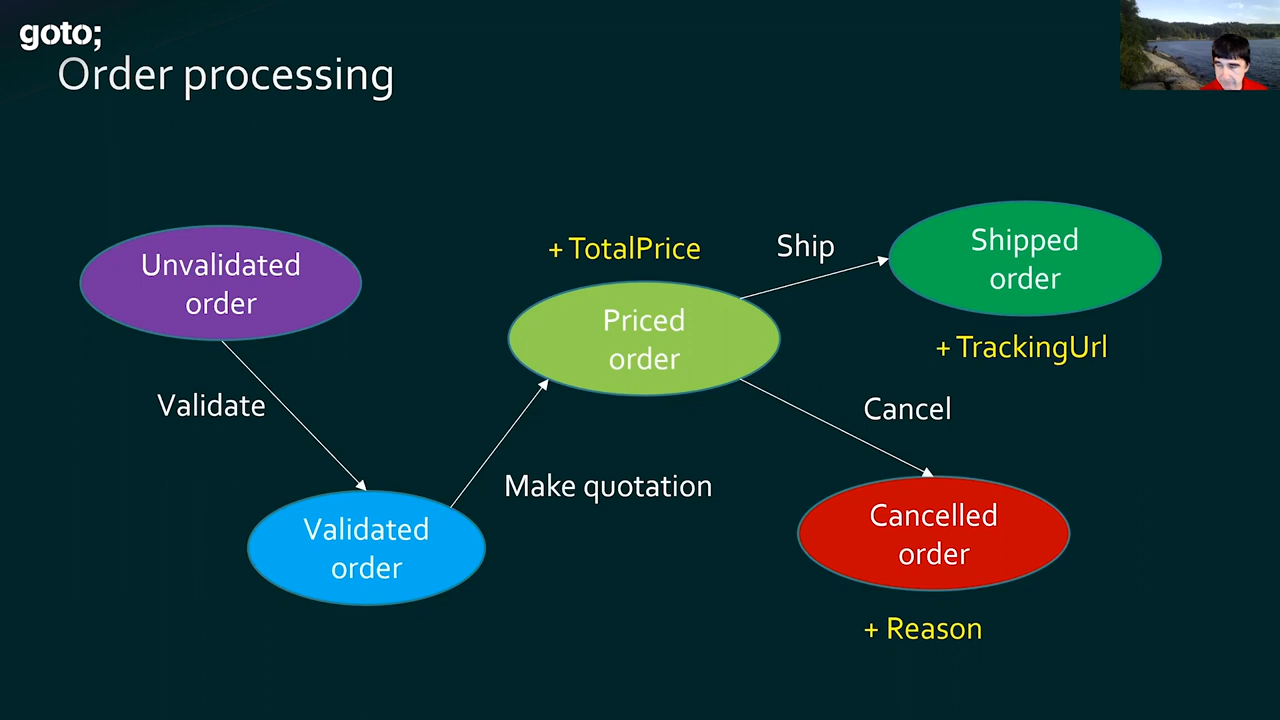 goto;
Order processing
Unvalidated
order
Validate
Validated
order
Make quotation
+ TotalPrice
Priced
order
Ship
Shipped
order
+ TrackingUrl
Cancel
Cancelled
order
+ Reason